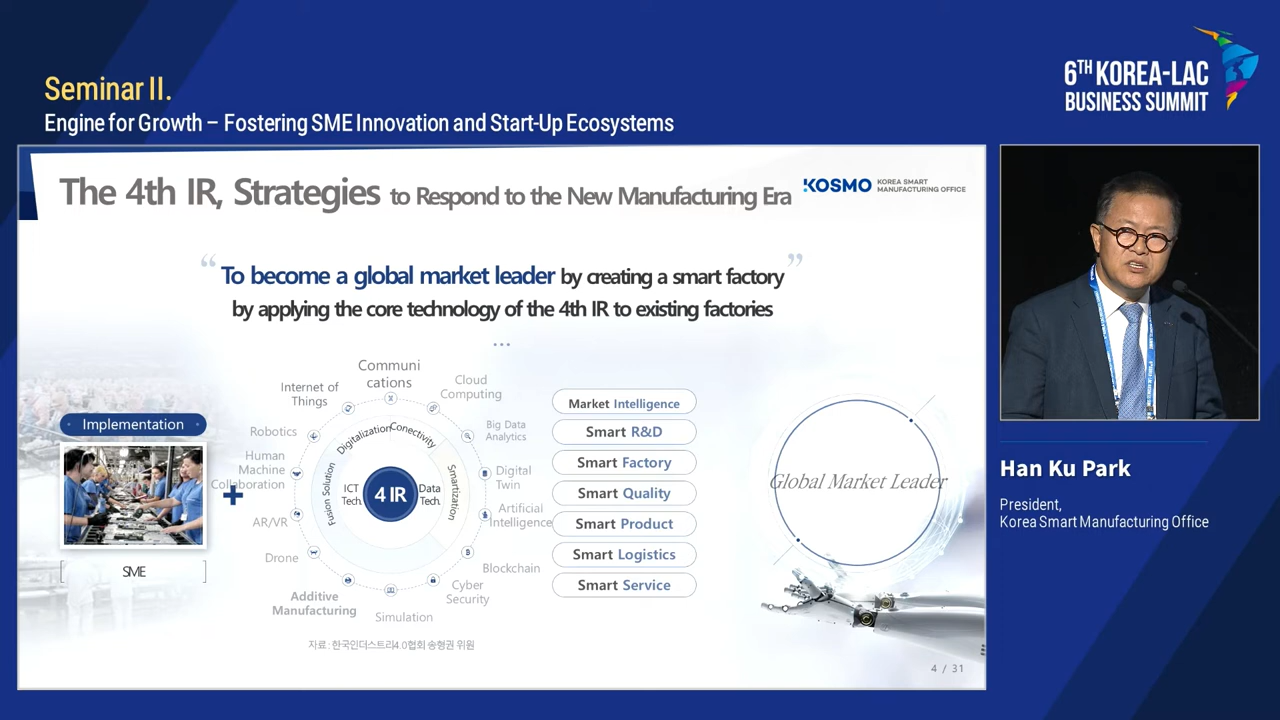 Seminar II.
Engine for Growth – Fostering SME Innovation and Start-Up Ecosystems
6TH KOREA-LAC
BUSINESS SUMMIT
The 4th IR, Strategies to Respond to the New Manufacturing Era
KOSMO KOREA SMART
MANUFACTURING OFFICE
“ To become a global market leader by creating a smart factory ”
by applying the core technology of the 4th IR to existing factories
...
Implementation
SME
+
Communi
cations
Cloud
Computing
Big Data
Analytics
Digital
Twin
Artificial
Intelligence
Blockchain
Cyber
Security
Simulation
Additive
Manufacturing
Drone
AR/VR
Human
Machine
Collaboration
Robotics
Internet of
Things
Digitalization
Conectivity
Smartization
Fusion Solution
ICT
Tech.
4 IR
Data
Tech.
Market Intelligence
Smart R&D
Smart Factory
Smart Quality
Smart Product
Smart Logistics
Smart Service
Global Market Leader
자료 : 한국인더스트리4.0협회 송형권 위원
4 / 31
Han Ku Park
President,
Korea Smart Manufacturing Office